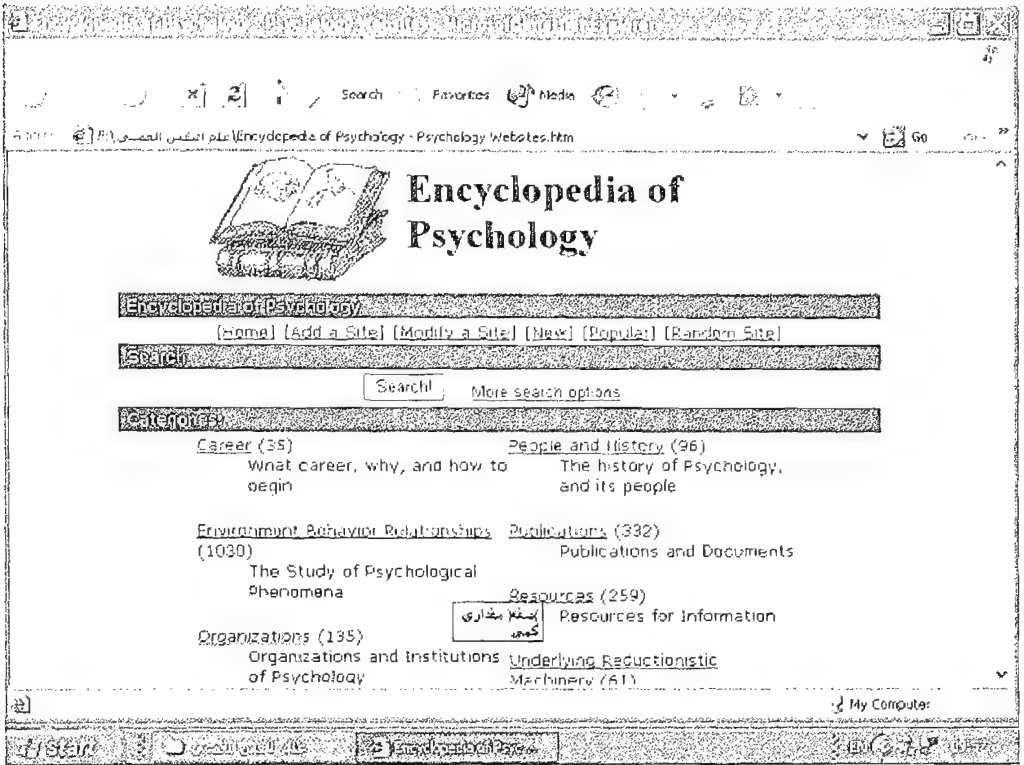 Search Favorites Media
\Encyclopedia of Psychology - Psychology Websites.htm Go
Encyclopedia of
Psychology
Encyclopedia of Psychology
[Home] [Add a Site] [Modify a Site] [New] [Popular] [Random Site]
Search
Search! More search options
Categories:
Career (35)
What career, why, and how to
begin
People and History (96)
The history of Psychology,
and its people
Environment Behavior Relationships
(1030)
The Study of Psychological
Phenomena
Publications (332)
Publications and Documents
Resources (259)
Resources for Information
Organizations (135)
Organizations and Institutions
of Psychology
Underlying Reductionistic
Machinery (61)
مقداري
كمي
My Computer
start Encyclopedia of Psyc... EN